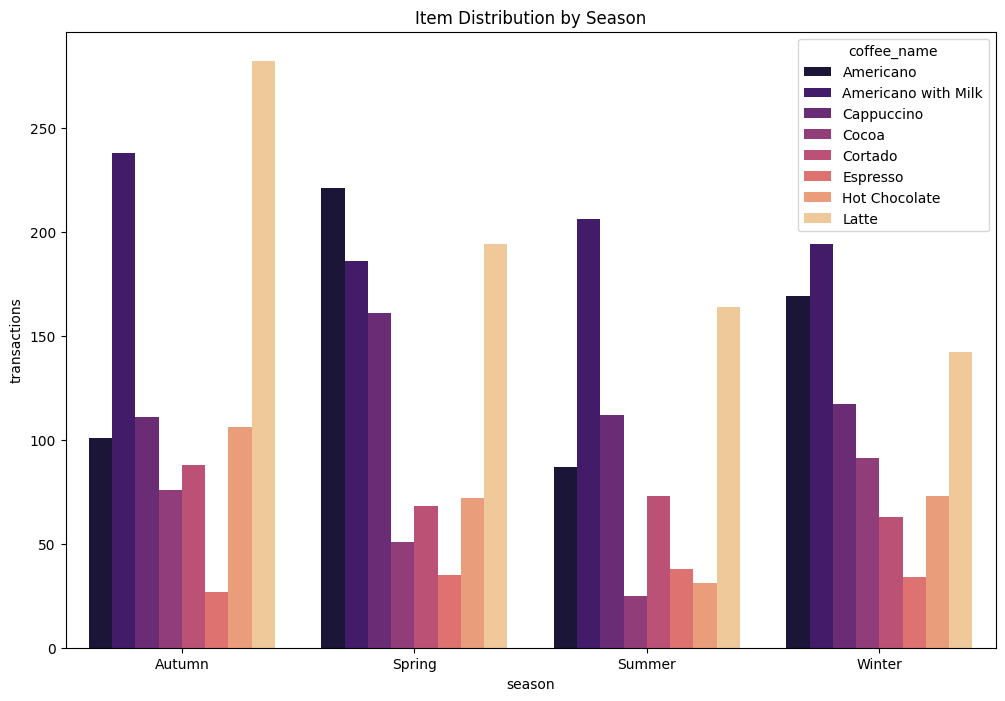 Item Distribution by Season
coffee_name
Americano
Americano with Milk
Cappuccino
Cocoa
Cortado
Espresso
Hot Chocolate
Latte
transactions
250
200
150
100
50
0
Autumn
Spring
Summer
Winter
season